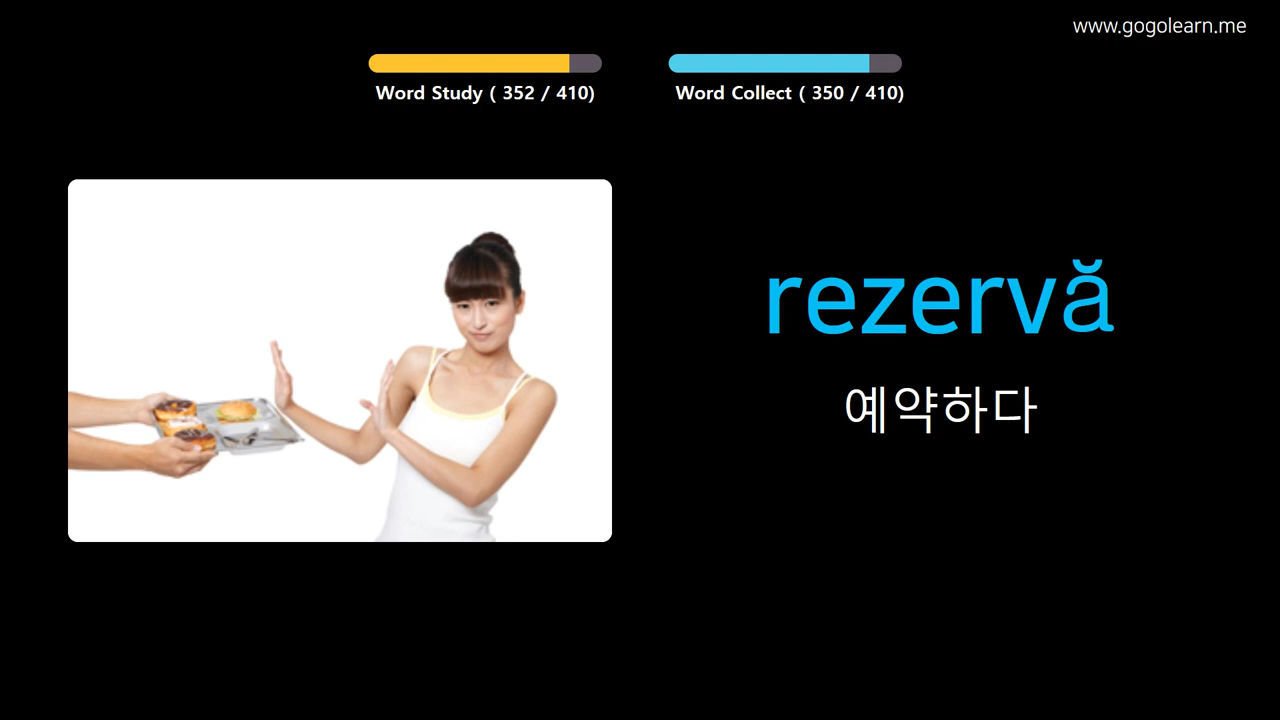 www.gogolearn.me
Word Study ( 352 / 410)
Word Collect ( 350 / 410)
rezervă
예약하다